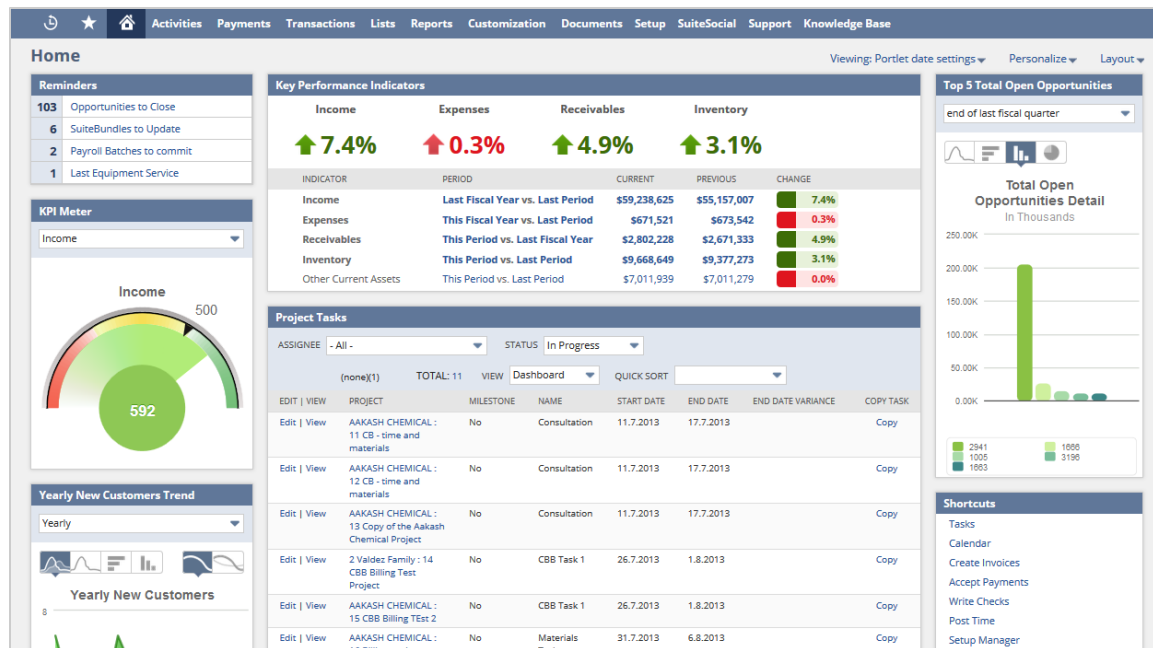 Activities Payments Transactions Lists Reports Customization Documents Setup SuiteSocial Support Knowledge Base
Home
Viewing: Portlet date settings Personalize Layout
Reminders
103 Opportunities to Close
6 SuiteBundles to Update
2 Payroll Batches to commit
1 Last Equipment Service
KPI Meter
Income
Income
500
592
Yearly New Customers Trend
Yearly
Yearly New Customers
8
Key Performance Indicators
Income Expenses Receivables Inventory
7.4% 0.3% 4.9% 3.1%
INDICATOR PERIOD CURRENT PREVIOUS CHANGE
Income Last Fiscal Year vs. Last Period $59,238,625 $55,157,007 7.4%
Expenses This Fiscal Year vs. Last Period $671,521 $673,542 0.3%
Receivables This Period vs. Last Fiscal Year $2,802,228 $2,671,333 4.9%
Inventory This Period vs. Last Period $9,668,649 $9,377,273 3.1%
Other Current Assets This Period vs. Last Period $7,011,939 $7,011,279 0.0%
Project Tasks
ASSIGNEE - All - STATUS In Progress
(none)(1) TOTAL: 11 VIEW Dashboard QUICK SORT
EDIT | VIEW PROJECT MILESTONE NAME START DATE END DATE END DATE VARIANCE COPY TASK
Edit | View AAKASH CHEMICAL : No Consultation 11.7.2013 17.7.2013 Copy
11 CB - time and
materials
Edit | View AAKASH CHEMICAL : No Consultation 11.7.2013 17.7.2013 Copy
12 CB - time and
materials
Edit | View AAKASH CHEMICAL : No Consultation 11.7.2013 17.7.2013 Copy
13 Copy of the Aakash
Chemical Project
Edit | View 2 Valdez Family : 14 No CBB Task 1 26.7.2013 1.8.2013 Copy
CBB Billing Test
Project
Edit | View AAKASH CHEMICAL : No CBB Task 1 26.7.2013 1.8.2013 Copy
15 CBB Billing TEst 2
Edit | View AAKASH CHEMICAL : No Materials 31.7.2013 6.8.2013 Copy
Top 5 Total Open Opportunities
end of last fiscal quarter
Total Open
Opportunities Detail
In Thousands
250.00K
200.00K
150.00K
100.00K
50.00K
0.00K
2941 1666
1005 3196
1663
Shortcuts
Tasks
Calendar
Create Invoices
Accept Payments
Write Checks
Post Time
Setup Manager